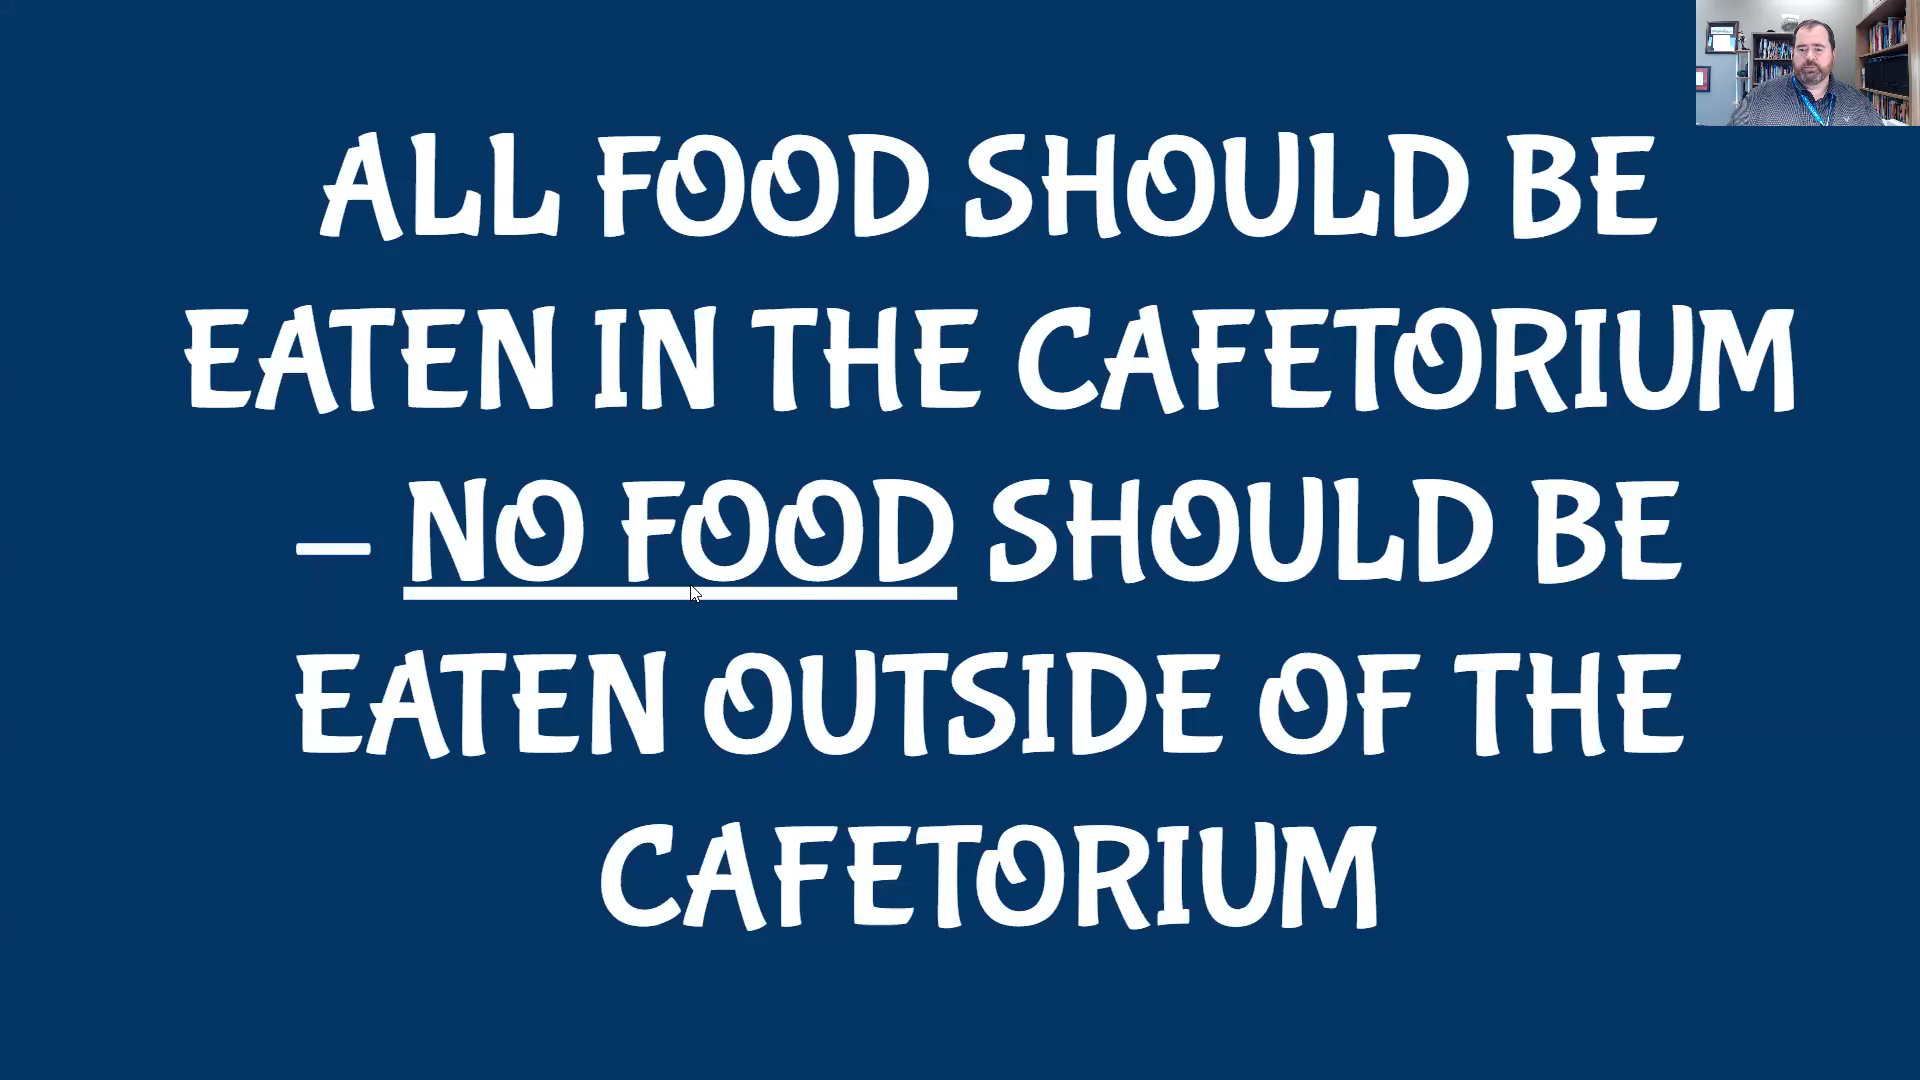 ALL FOOD SHOULD BE
EATEN IN THE CAFETORIUM
– NO FOOD SHOULD BE
EATEN OUTSIDE OF THE
CAFETORIUM